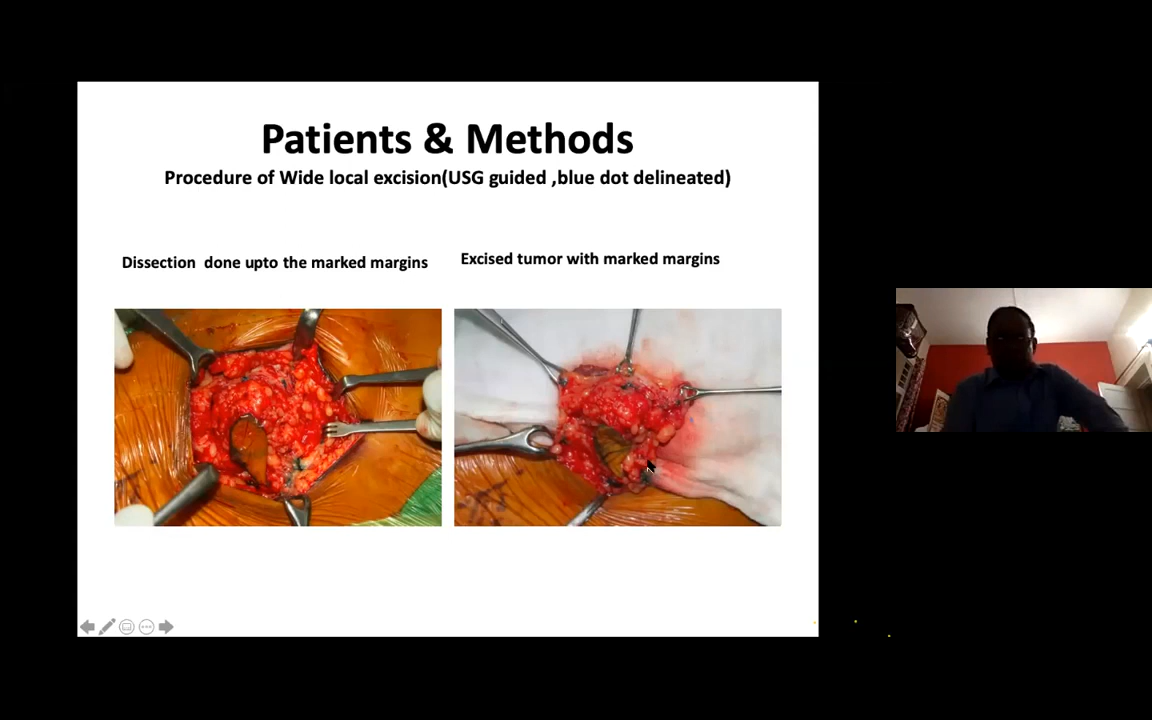 Patients & Methods
Procedure of Wide local excision(USG guided ,blue dot delineated)
Dissection  done upto the marked margins
Excised tumor with marked margins